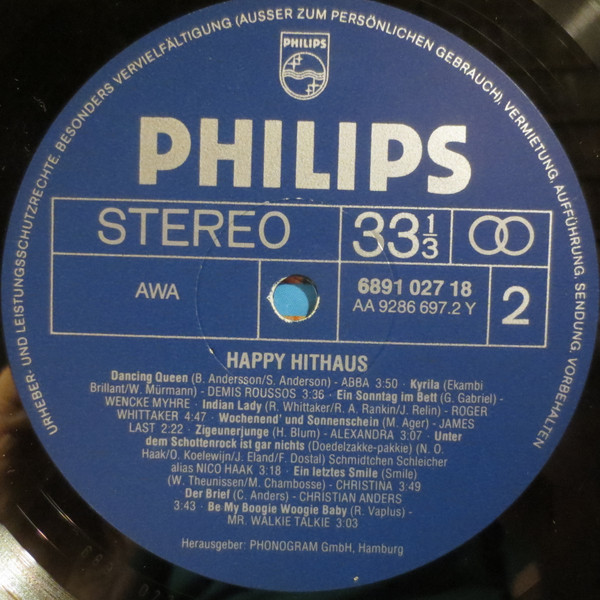 URHEBER- UND LEISTUNGSSCHUTZRECHTE, BESONDERS VERVIELFÄLTIGUNG (AUSSER ZUM PERSÖNLICHEN GEBRAUCH), VERMIETUNG, AUFFÜHRUNG, SENDUNG, VORBEHALTEN
PHILIPS
PHILIPS
STEREO 33 1/3
AWA 6891 027 18 2
AA 9286 697.2 Y
HAPPY HITHAUS
Dancing Queen (B. Andersson/S. Anderson) - ABBA 3:50 · Kyrila (Ekambi
Brillant/W. Mürmann) - DEMIS ROUSSOS 3:36 · Ein Sonntag im Bett (G. Gabriel) -
WENCKE MYHRE · Indian Lady (R. Whittaker/R. A. Rankin/J. Relin) - ROGER
WHITTAKER 4:47 · Wochenend' und Sonnenschein (M. Ager) - JAMES
LAST 2:22 · Zigeunerjunge (H. Blum) - ALEXANDRA 3:07 · Unter
dem Schottenrock ist gar nichts (Doedelzakke-pakkie) (N. O.
Haak/O. Koelewijn/J. Eland/F. Dostal) Schmidtchen Schleicher
alias NICO HAAK 3:18 · Ein letztes Smile (Smile)
(W. Theunissen/M. Chambosse) - CHRISTINA 3:49
Der Brief (C. Anders) - CHRISTIAN ANDERS
3:43 · Be My Boogie Woogie Baby (R. Vaplus) -
MR. WALKIE TALKIE 3:03
Herausgeber: PHONOGRAM GmbH, Hamburg